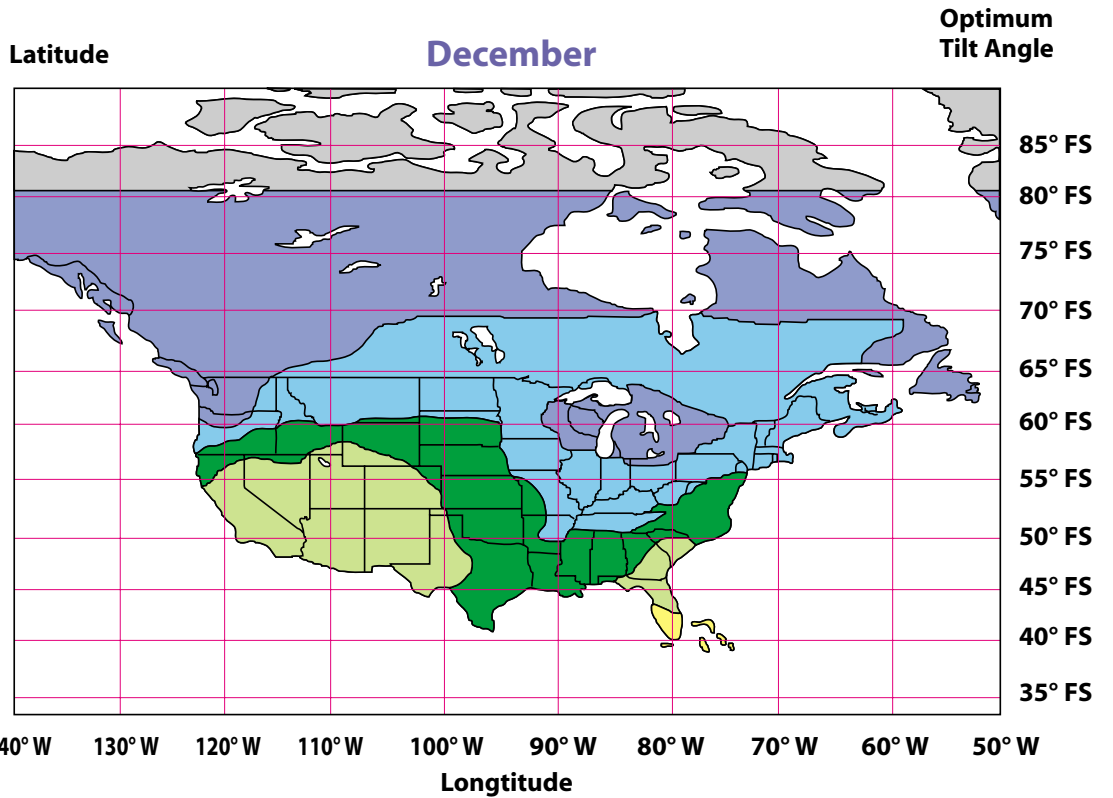 Optimum
Latitude
December
Tilt Angle
85° FS
80° FS
75° FS
70° FS
65° FS
60° FS
55° FS
50° FS
45° FS
40° FS
35° FS
40°W 130°W 120°W 110°W 100°W 90°W 80°W 70°W 60°W 50°W
Longtitude